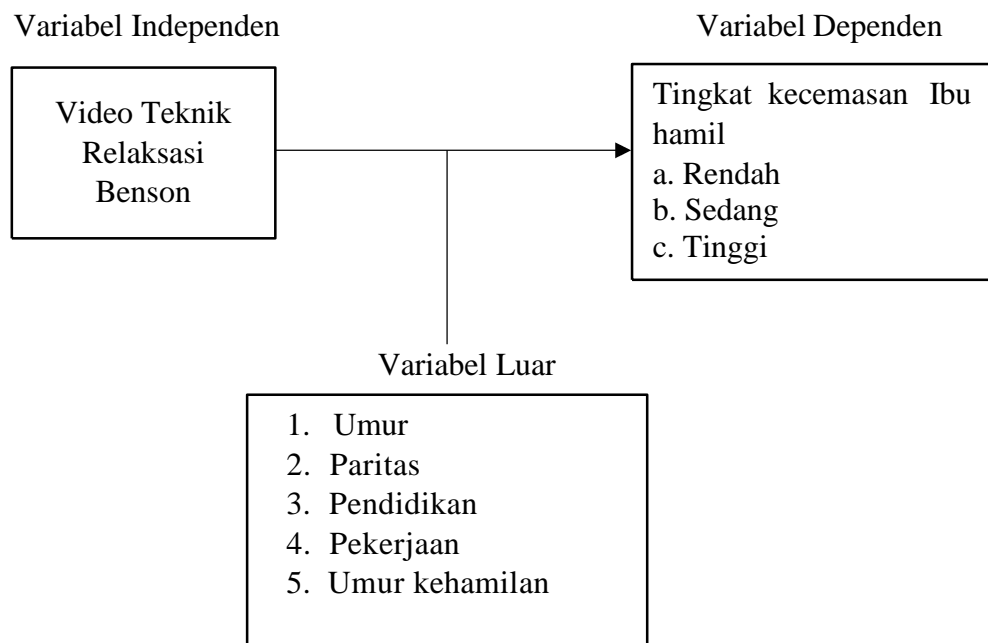 Variabel Independen
Variabel Dependen
Video Teknik
Relaksasi
Benson
Tingkat kecemasan Ibu
hamil
a. Rendah
b. Sedang
c. Tinggi
Variabel Luar
1. Umur
2. Paritas
3. Pendidikan
4. Pekerjaan
5. Umur kehamilan